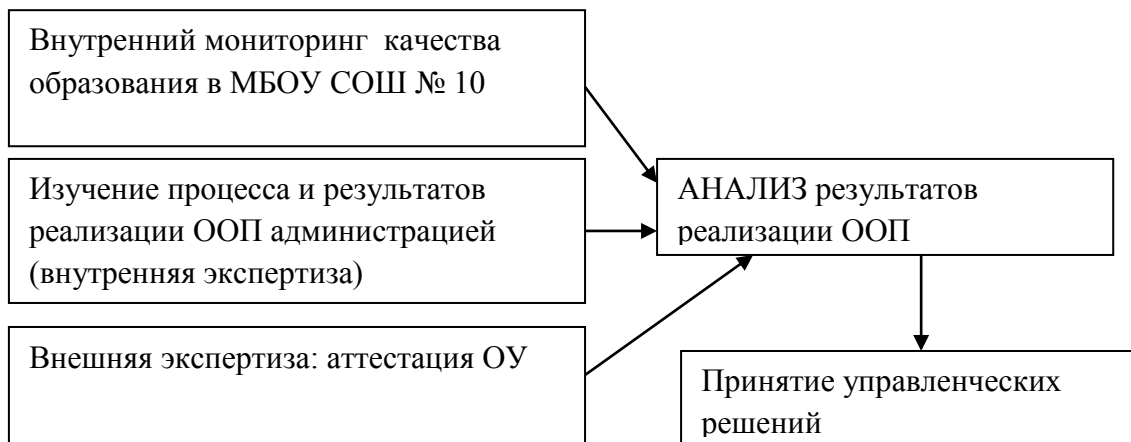 Внутренний мониторинг качества
образования в МБОУ СОШ № 10
Изучение процесса и результатов
реализации ООП администрацией
(внутренняя экспертиза)
Внешняя экспертиза: аттестация ОУ
АНАЛИЗ результатов
реализации ООП
Принятие управленческих
решений